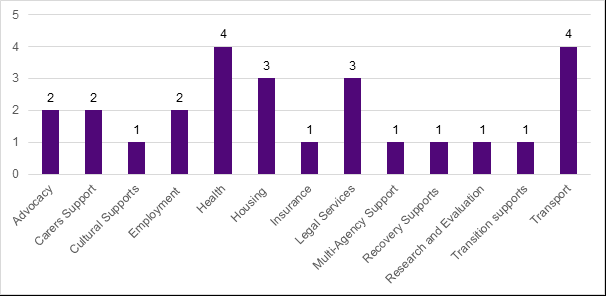 5
4
3
2
1
0
2
2
1
2
4
3
1
3
1
1
1
1
4
Advocacy
Carers Support
Cultural Supports
Employment
Health
Housing
Insurance
Legal Services
Multi-Agency Support
Recovery Supports
Research and Evaluation
Transition supports
Transport